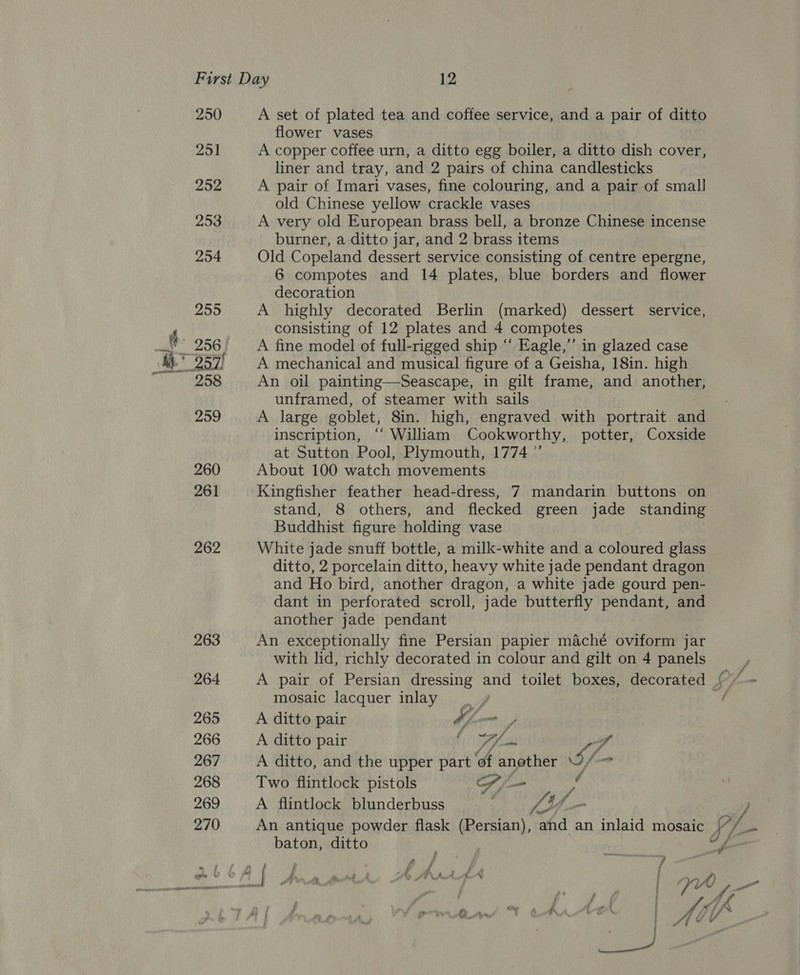 First Day 12
250 A set of plated tea and coffee service, and a pair of ditto
flower vases
251 A copper coffee urn, a ditto egg boiler, a ditto dish cover,
liner and tray, and 2 pairs of china candlesticks
252 A pair of Imari vases, fine colouring, and a pair of small
old Chinese yellow crackle vases
253 A very old European brass bell, a bronze Chinese incense
burner, a ditto jar, and 2 brass items
254 Old Copeland dessert service consisting of centre epergne,
6 compotes and 14 plates, blue borders and flower
decoration
255 A highly decorated Berlin (marked) dessert service,
consisting of 12 plates and 4 compotes
256 A fine model of full-rigged ship “ Eagle,” in glazed case
257 A mechanical and musical figure of a Geisha, 18in. high
258 An oil painting—Seascape, in gilt frame, and another,
unframed, of steamer with sails
259 A large goblet, 8in. high, engraved with portrait and
inscription, “ William Cookworthy, potter, Coxside
at Sutton Pool, Plymouth, 1774 ”
260 About 100 watch movements
261 Kingfisher feather head-dress, 7 mandarin buttons on
stand, 8 others, and flecked green jade standing
Buddhist figure holding vase
262 White jade snuff bottle, a milk-white and a coloured glass
ditto, 2 porcelain ditto, heavy white jade pendant dragon
and Ho bird, another dragon, a white jade gourd pen-
dant in perforated scroll, jade butterfly pendant, and
another jade pendant
263 An exceptionally fine Persian papier mâché oviform jar
with lid, richly decorated in colour and gilt on 4 panels
264 A pair of Persian dressing and toilet boxes, decorated
mosaic lacquer inlay
265 A ditto pair
266 A ditto pair
267 A ditto, and the upper part of another
268 Two flintlock pistols
269 A flintlock blunderbuss
270 An antique powder flask (Persian), and an inlaid mosaic
baton, ditto